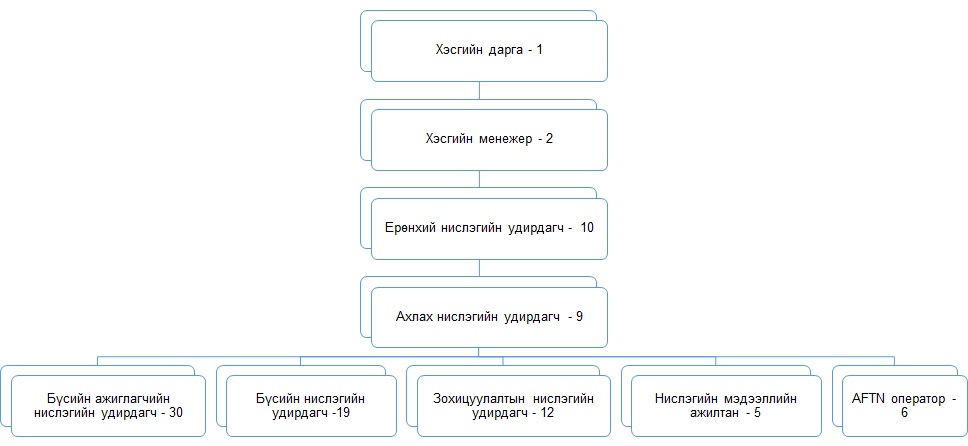 Хэсгийн дарга - 1
Хэсгийн менежер - 2
Ерөнхий нислэгийн удирдагч - 10
Ахлах нислэгийн удирдагч - 9
Бүсийн ажиглагчийн
нислэгийн удирдагч - 30
Бүсийн нислэгийн
удирдагч -19
Зохицуулалтын нислэгийн
удирдагч - 12
Нислэгийн мэдээллийн
ажилтан - 5
AFTN оператор -
6